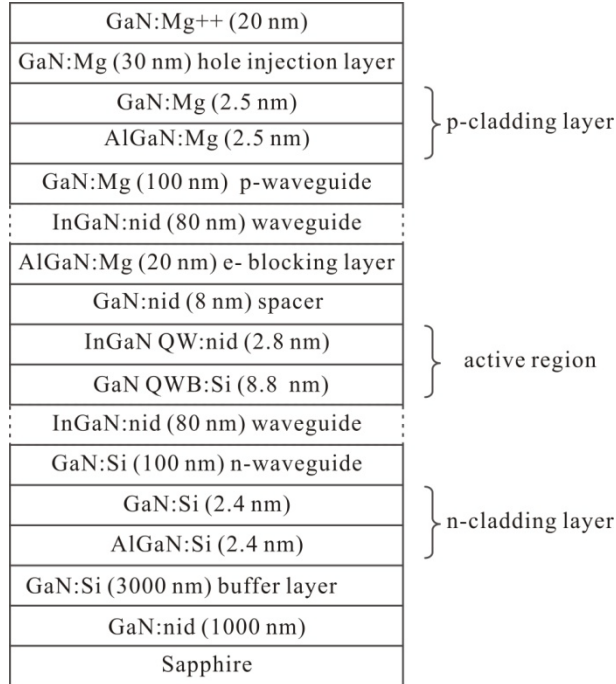 GaN:Mg++ (20 nm)
GaN:Mg (30 nm) hole injection layer
GaN:Mg (2.5 nm)
AlGaN:Mg (2.5 nm)
p-cladding layer
GaN:Mg (100 nm) p-waveguide
InGaN:nid (80 nm) waveguide
AlGaN:Mg (20 nm) e- blocking layer
GaN:nid (8 nm) spacer
InGaN QW:nid (2.8 nm)
GaN QWB:Si (8.8 nm)
active region
InGaN:nid (80 nm) waveguide
GaN:Si (100 nm) n-waveguide
GaN:Si (2.4 nm)
AlGaN:Si (2.4 nm)
n-cladding layer
GaN:Si (3000 nm) buffer layer
GaN:nid (1000 nm)
Sapphire